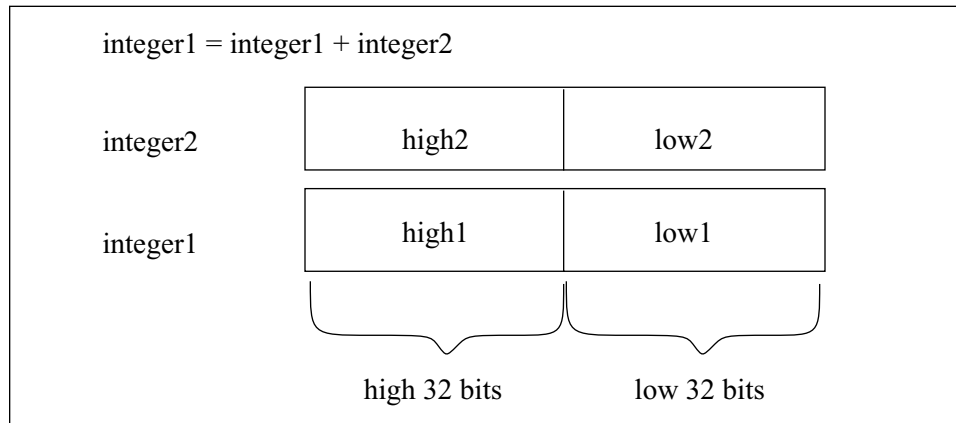 integer1 = integer1 + integer2
integer2 high2 low2
integer1 high1 low1
high 32 bits low 32 bits